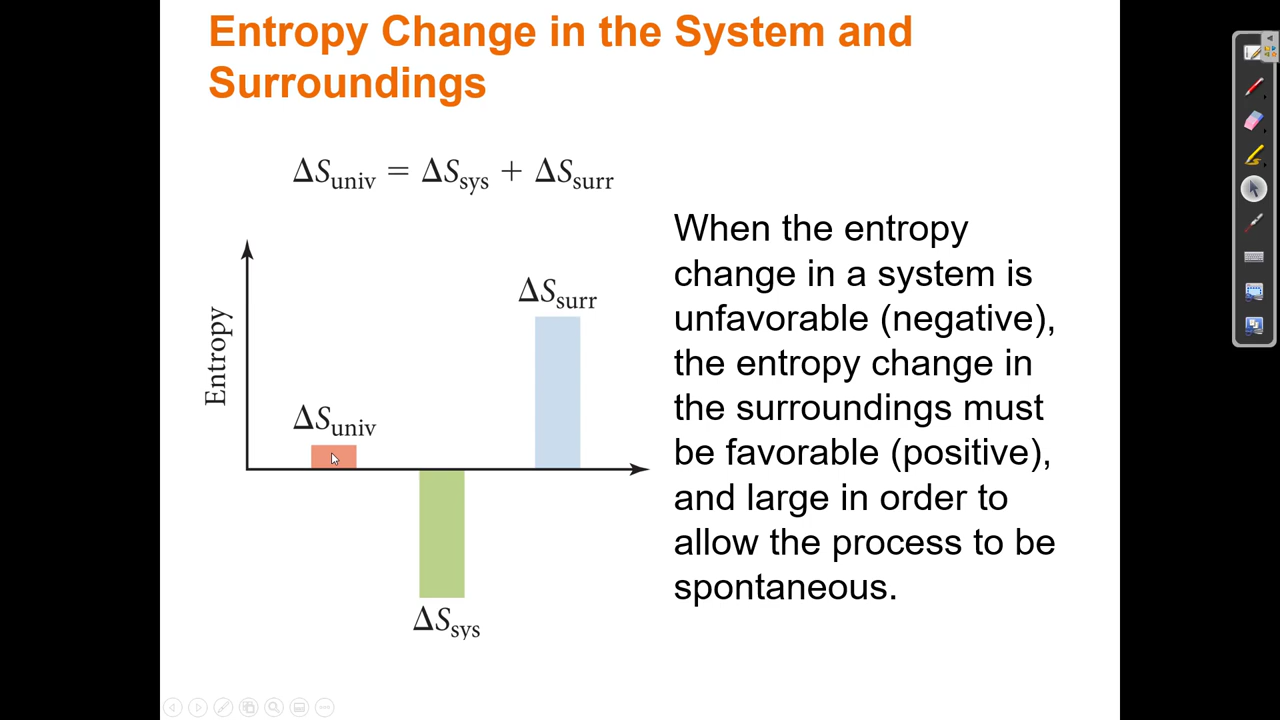 Entropy Change in the System and
Surroundings
ΔSuniv = ΔSsys + ΔSsurr
When the entropy
change in a system is
unfavorable (negative),
the entropy change in
the surroundings must
be favorable (positive),
and large in order to
allow the process to be
spontaneous.
Entropy
ΔSuniv
ΔSsys
ΔSsurr